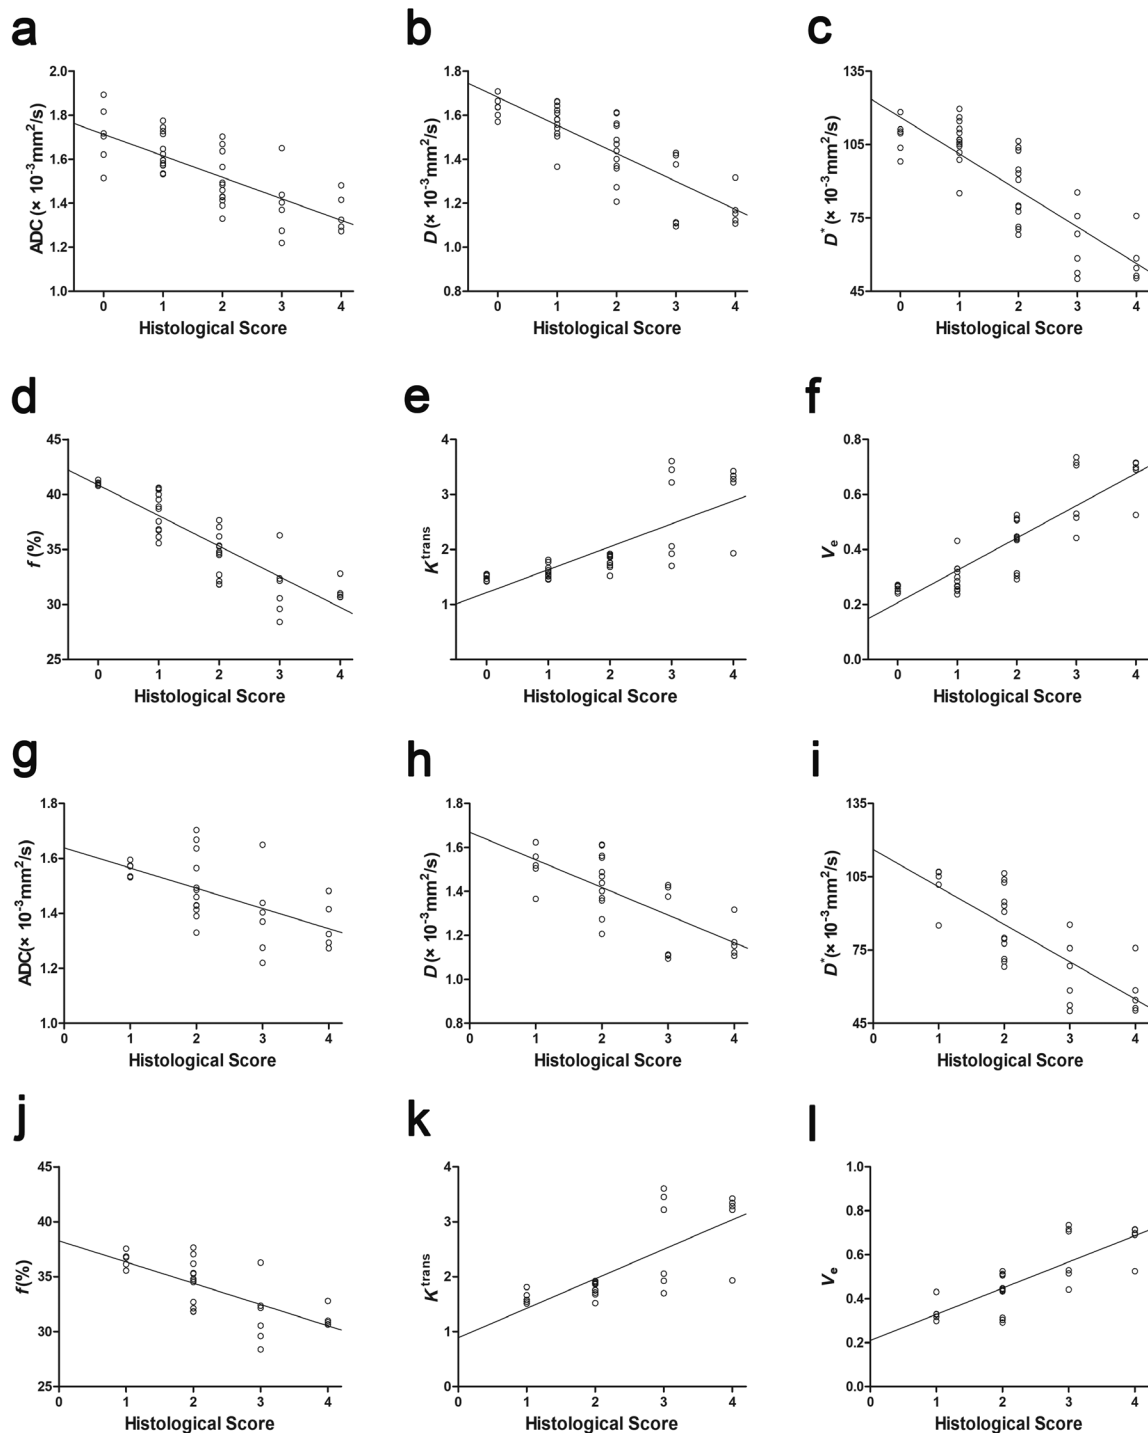 a
b
c
ADC (× 10⁻³mm²/s)
2.0
1.8
1.6
1.4
1.2
1.0
0 1 2 3 4
Histological Score
D (× 10⁻³mm²/s)
1.8
1.6
1.4
1.2
1.0
0.8
0 1 2 3 4
Histological Score
D* (× 10⁻³mm²/s)
135
105
75
45
0 1 2 3 4
Histological Score
d
e
f
f (%)
45
40
35
30
25
0 1 2 3 4
Histological Score
Kᵗʳᵃⁿˢ
4
3
2
1
0 1 2 3 4
Histological Score
Vₑ
0.8
0.6
0.4
0.2
0.0
0 1 2 3 4
Histological Score
g
h
i
ADC(× 10⁻³mm²/s)
1.8
1.6
1.4
1.2
1.0
0 1 2 3 4
Histological Score
D (× 10⁻³mm²/s)
1.8
1.6
1.4
1.2
1.0
0.8
0 1 2 3 4
Histological Score
D* (× 10⁻³mm²/s)
135
105
75
45
0 1 2 3 4
Histological Score
j
k
l
f(%)
45
40
35
30
25
0 1 2 3 4
Histological Score
Kᵗʳᵃⁿˢ
4
3
2
1
0
0 1 2 3 4
Histological Score
Vₑ
1.0
0.8
0.6
0.4
0.2
0.0
0 1 2 3 4
Histological Score